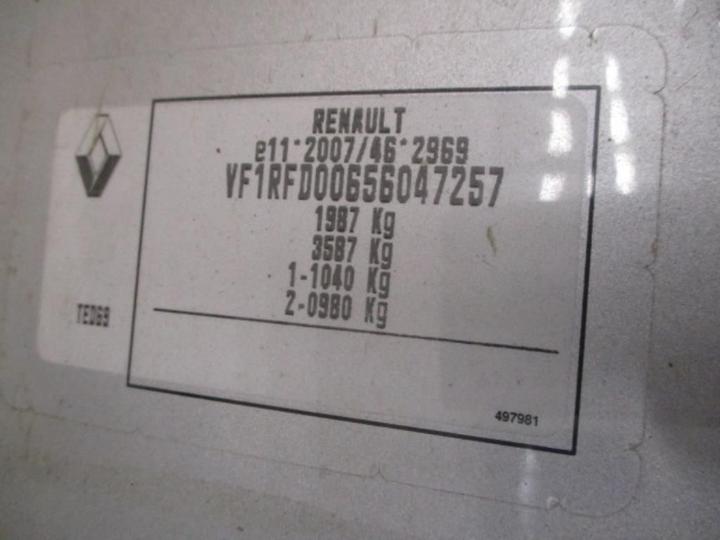 RENAULT
e11*2007/46*2969
VF1RFD00656047257
1987 Kg
3587 Kg
1-1040 Kg
2-0980 Kg
TED69
497981